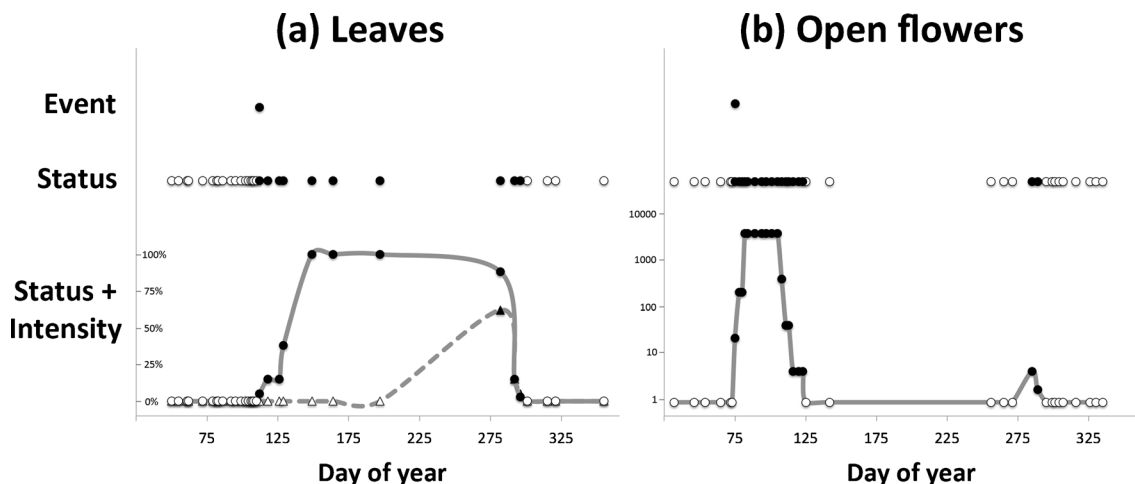 (a) Leaves
(b) Open flowers
Event
Status
Status +
Intensity
100%
75%
50%
25%
0%
75 125 175 225 275 325
Day of year
10000
1000
100
10
1
75 125 175 225 275 325
Day of year